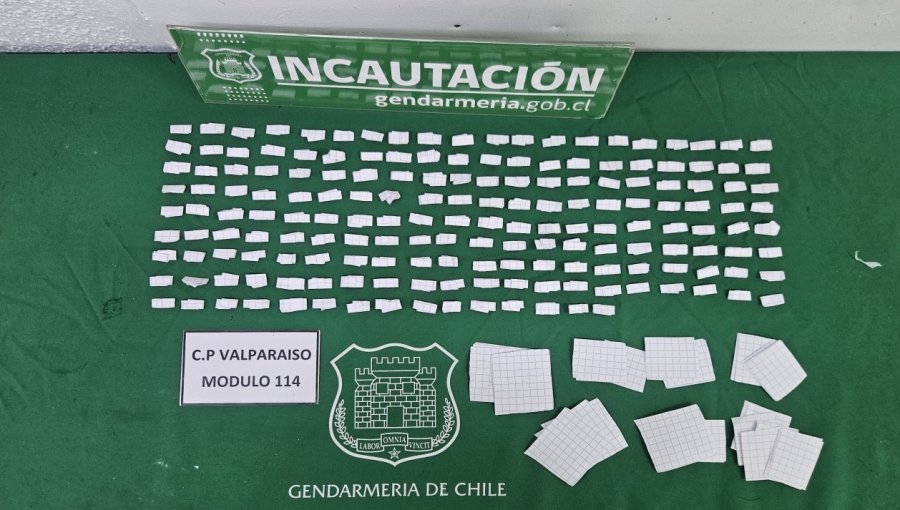 INCAUTACIÓN
gendarmeria.gob.cl
C.P VALPARAISO
MODULO 114
LABOR OMNIA VINCIT
GENDARMERIA DE CHILE